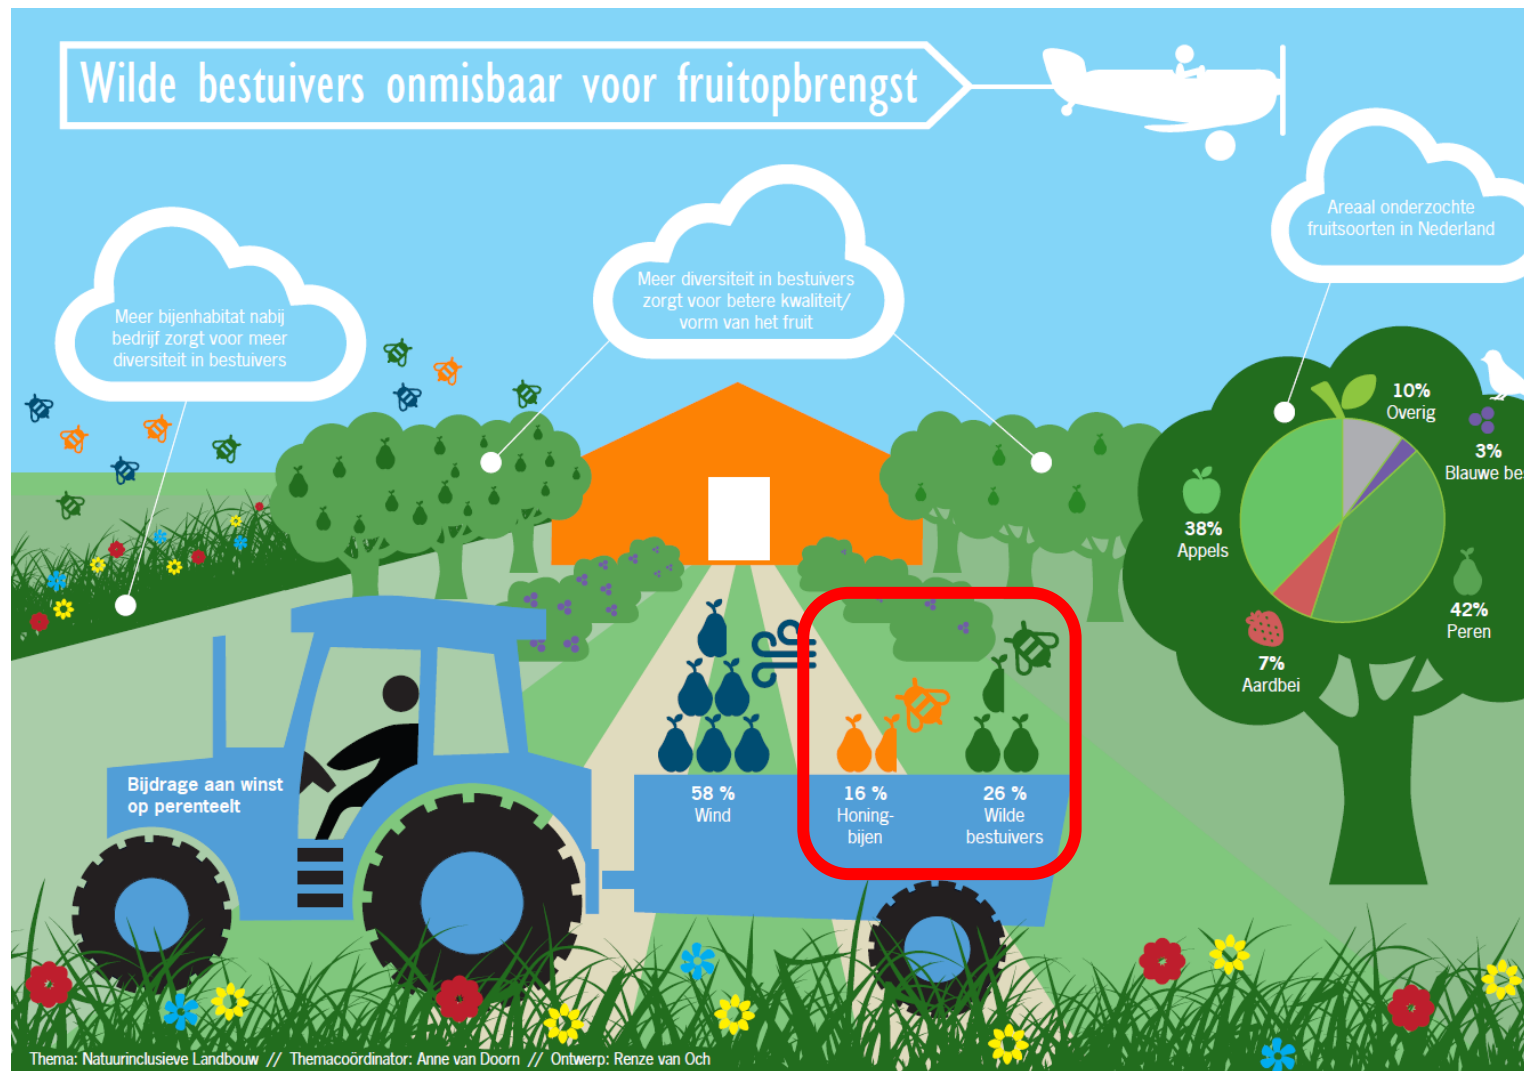 Wilde bestuivers onmisbaar voor fruitopbrengst
Meer bijenhabitat nabij
bedrijf zorgt voor meer
diversiteit in bestuivers
Meer diversiteit in bestuivers
zorgt voor betere kwaliteit/
vorm van het fruit
Areaal onderzochte
fruitsoorten in Nederland
10%
Overig
3%
Blauwe bes
38%
Appels
42%
Peren
7%
Aardbei
Bijdrage aan winst
op perenteelt
58 %
Wind
16 %
Honing-
bijen
26 %
Wilde
bestuivers
Thema: Natuurinclusieve Landbouw // Themacoördinator: Anne van Doorn // Ontwerp: Renze van Och